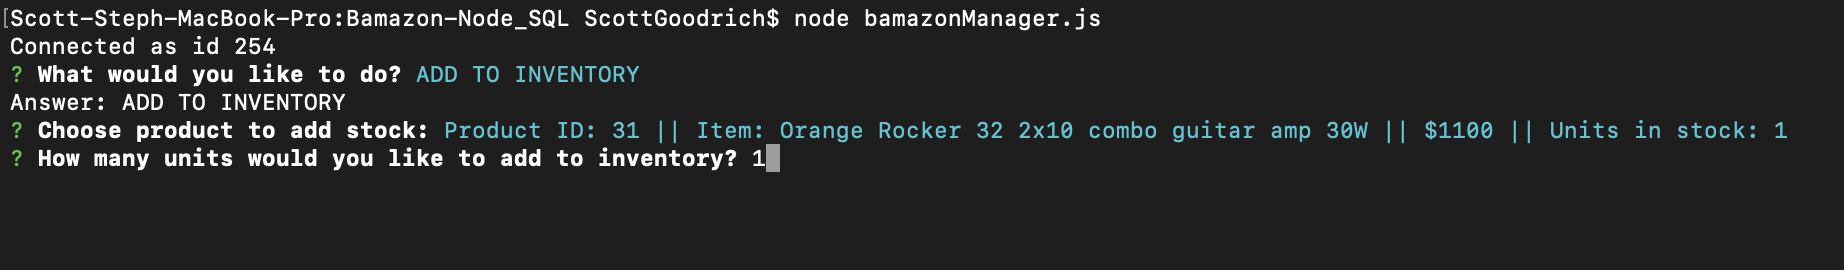 [Scott-Steph-MacBook-Pro:Bamazon-Node_SQL ScottGoodrich$ node bamazonManager.js
Connected as id 254
? What would you like to do? ADD TO INVENTORY
Answer: ADD TO INVENTORY
? Choose product to add stock: Product ID: 31 || Item: Orange Rocker 32 2x10 combo guitar amp 30W || $1100 || Units in stock: 1
? How many units would you like to add to inventory? 1